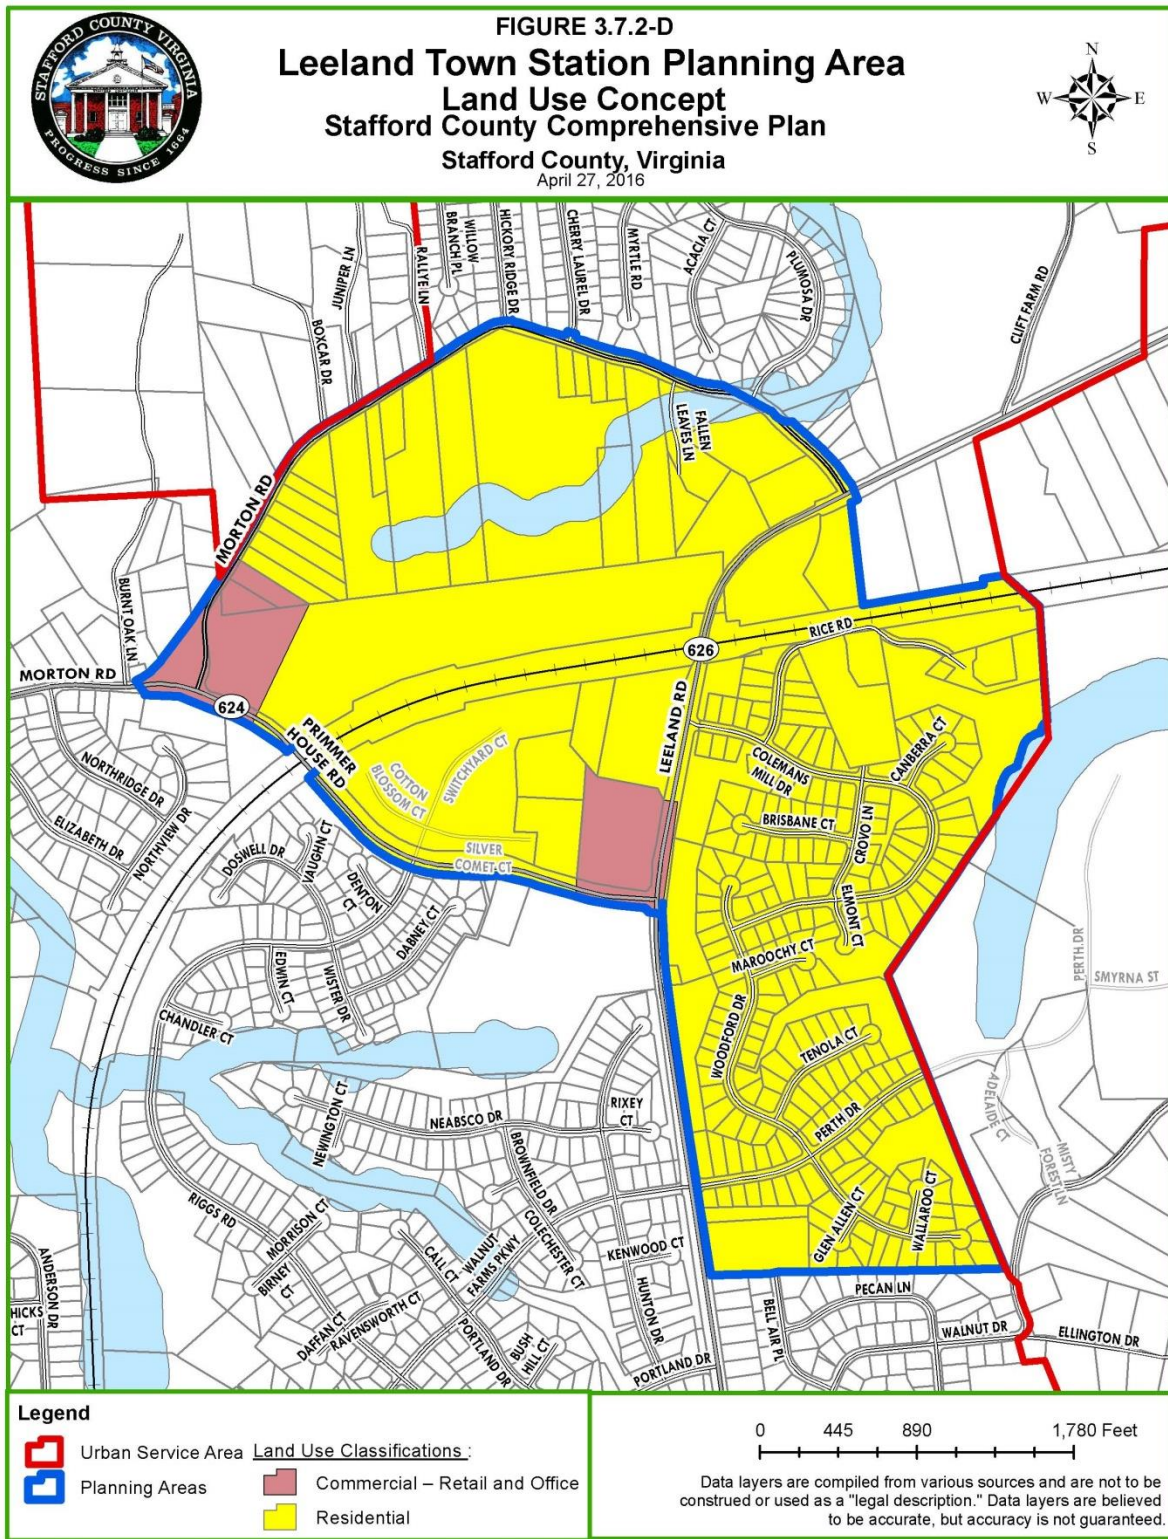 FIGURE 3.7.2-D
Leeland Town Station Planning Area
Land Use Concept
Stafford County Comprehensive Plan
Stafford County, Virginia
April 27, 2016
STAFFORD COUNTY VIRGINIA
PROGRESS SINCE 1664
N
W
E
S
JUNIPER LN
BOXCAR DR
RALLYE LN
WILLOW
BRANCH PL
HICKORY RIDGE DR
CHERRY LAUREL DR
MYRTLE RD
ACACIA CT
PLUMOSA DR
CLIFT FARM RD
FALLEN
LEAVES LN
MORTON RD
BURNT OAK LN
MORTON RD
624
626
RICE RD
PRIMMER
HOUSE RD
LEELAND RD
COTTON
BLOSSOM CT
SWITCHYARD CT
SILVER
COMET CT
COLEMANS
MILL DR
CANBERRA CT
BRISBANE CT
CROVO LN
ELMONT CT
MAROOCHY CT
WOODFORD DR
TENOLA CT
PERTH DR
GLEN ALLEN CT
WALLAROO CT
PERTH DR
SMYRNA ST
ADELAIDE CT
MISTY
FOREST LN
NORTHRIDGE DR
ELIZABETH DR
NORTHVIEW DR
DOSWELL DR
VAUGHN CT
DENTON
CT
DABNEY CT
EDWIN CT
WISTER DR
CHANDLER CT
NEWINGTON CT
NEABSCO DR
RIXEY
CT
BROWNFIELD DR
COLECHESTER CT
RIGGS RD
MORRISON CT
BIRNEY
CT
CALL CT
WALNUT
FARMS PKWY
KENWOOD CT
HUNTON DR
DAFFAN CT
RAVENSWORTH CT
PORTLAND DR
BUSH
HILL CT
PORTLAND DR
BELL AIR PL
PECAN LN
WALNUT DR
ELLINGTON DR
ANDERSON DR
HICKS
CT
Legend
Urban Service Area
Planning Areas
Land Use Classifications :
Commercial – Retail and Office
Residential
0 445 890 1,780 Feet
Data layers are compiled from various sources and are not to be
construed or used as a "legal description." Data layers are believed
to be accurate, but accuracy is not guaranteed.